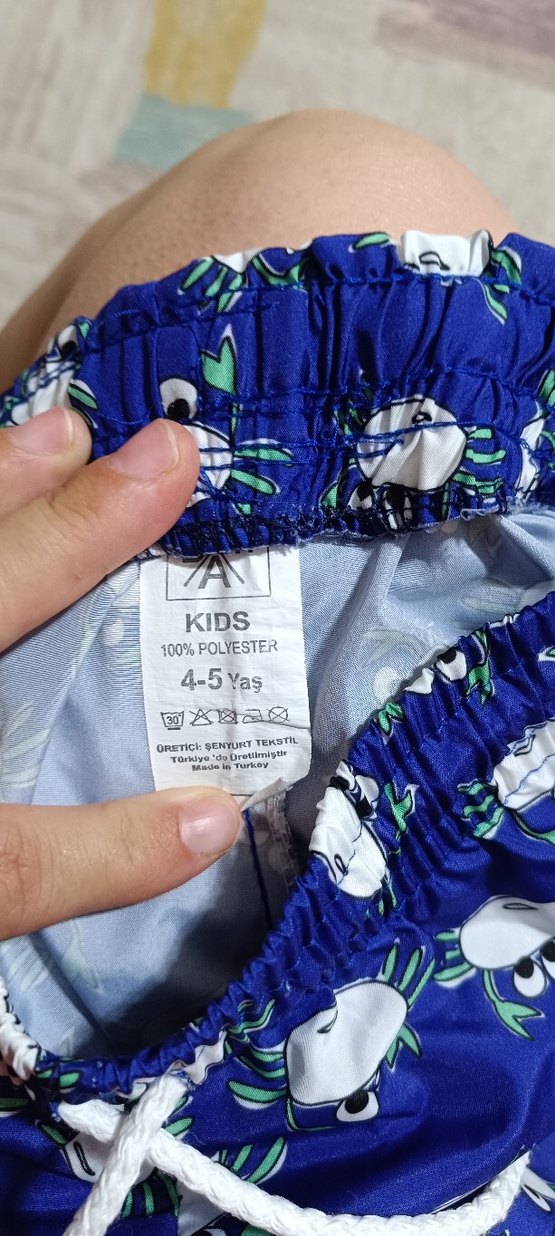 A
KIDS
100% POLYESTER
4-5 Yaş
30°
ÜRETİCİ: ŞENYURT TEKSTİL
Türkiye 'de Üretilmiştir
Made in Turkey